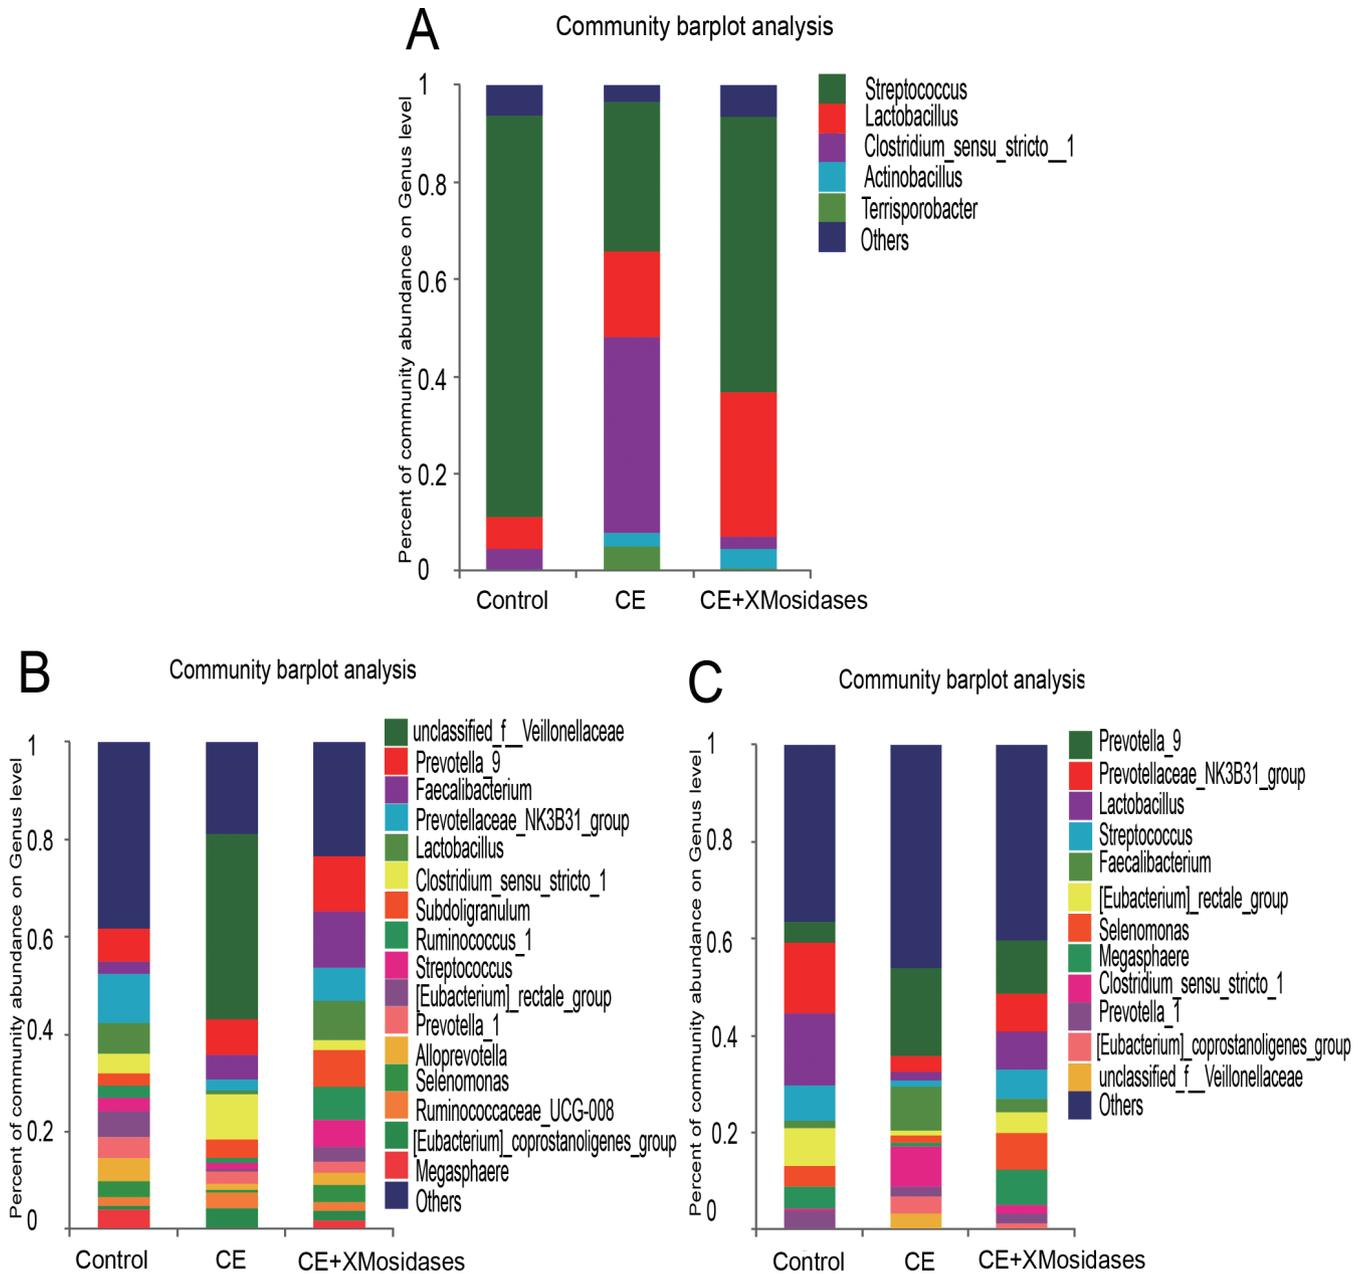 A
Community barplot analysis
Percent of community abundance on Genus level
1
0.8
0.6
0.4
0.2
0
Control
CE
CE+XMosidases
Streptococcus
Lactobacillus
Clostridium_sensu_stricto__1
Actinobacillus
Terrisporobacter
Others
B
Community barplot analysis
Percent of community abundance on Genus level
1
0.8
0.6
0.4
0.2
0
Control
CE
CE+XMosidases
unclassified_f__Veillonellaceae
Prevotella_9
Faecalibacterium
Prevotellaceae_NK3B31_group
Lactobacillus
Clostridium_sensu_stricto_1
Subdoligranulum
Ruminococcus_1
Streptococcus
[Eubacterium]_rectale_group
Prevotella_1
Alloprevotella
Selenomonas
Ruminococcaceae_UCG-008
[Eubacterium]_coprostanoligenes_group
Megasphaere
Others
C
Community barplot analysis
Percent of community abundance on Genus level
1
0.8
0.6
0.4
0.2
0
Control
CE
CE+XMosidases
Prevotella_9
Prevotellaceae_NK3B31_group
Lactobacillus
Streptococcus
Faecalibacterium
[Eubacterium]_rectale_group
Selenomonas
Megasphaere
Clostridium_sensu_stricto_1
Prevotella_1
[Eubacterium]_coprostanoligenes_group
unclassified_f__Veillonellaceae
Others